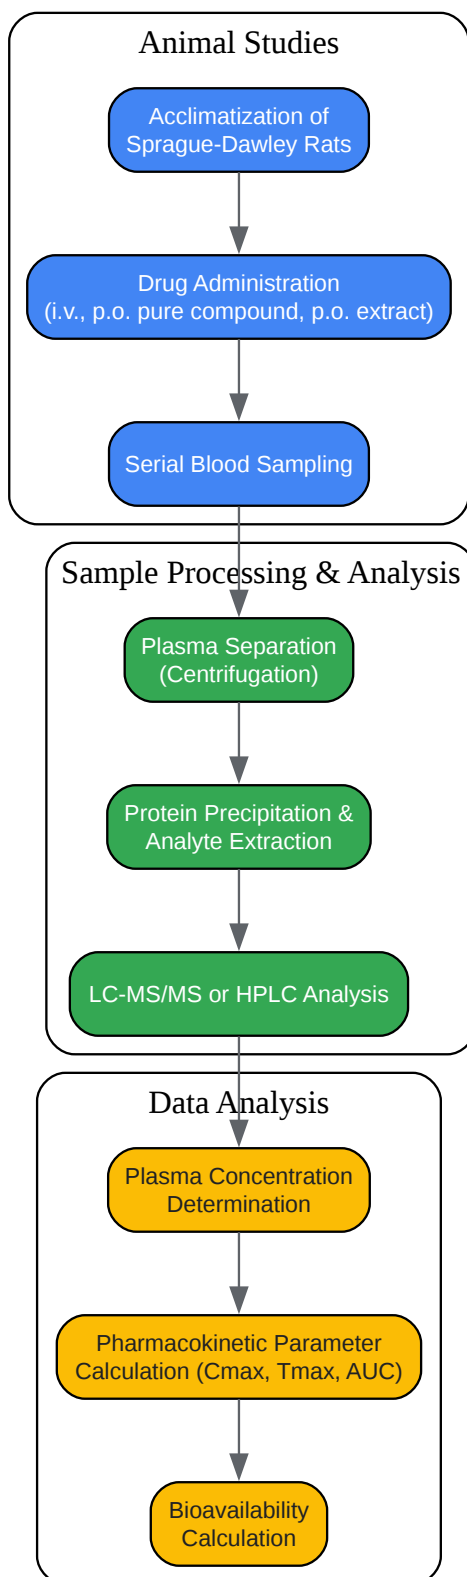 Animal Studies
Acclimatization of
Sprague-Dawley Rats
Drug Administration
(i.v., p.o. pure compound, p.o. extract)
Serial Blood Sampling
Sample Processing & Analysis
Plasma Separation
(Centrifugation)
Protein Precipitation &
Analyte Extraction
LC-MS/MS or HPLC Analysis
Data Analysis
Plasma Concentration
Determination
Pharmacokinetic Parameter
Calculation (Cmax, Tmax, AUC)
Bioavailability
Calculation